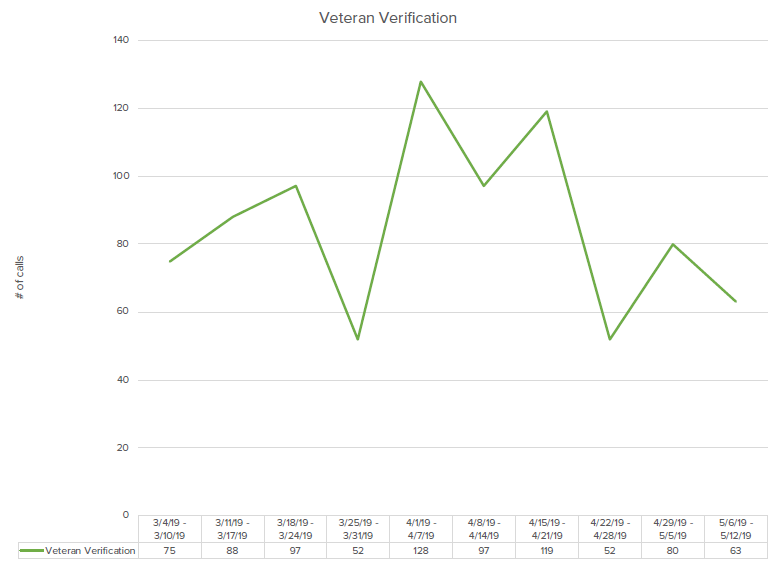 Veteran Verification
140
120
100
80
60
40
20
0
# of calls
3/4/19 - 3/11/19 - 3/18/19 - 3/25/19 - 4/1/19 - 4/8/19 - 4/15/19 - 4/22/19 - 4/29/19 - 5/6/19 -
3/10/19 3/17/19 3/24/19 3/31/19 4/7/19 4/14/19 4/21/19 4/28/19 5/5/19 5/12/19
Veteran Verification 75 88 97 52 128 97 119 52 80 63